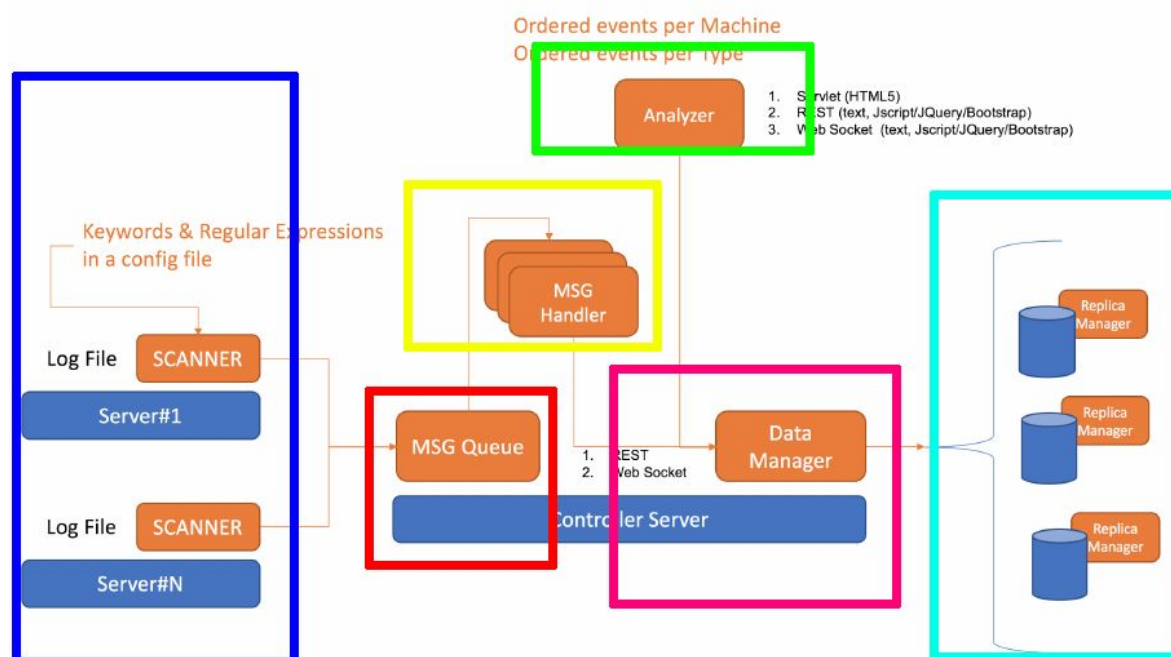 Ordered events per Machine
Ordered events per Type
Analyzer
1. Servlet (HTML5)
2. REST (text, Jscript/JQuery/Bootstrap)
3. Web Socket (text, Jscript/JQuery/Bootstrap)
Keywords & Regular Expressions
in a config file
MSG
Handler
Log File
SCANNER
Server#1
Log File
SCANNER
Server#N
MSG Queue
1. REST
2. Web Socket
Data
Manager
Controller Server
Replica
Manager
Replica
Manager
Replica
Manager